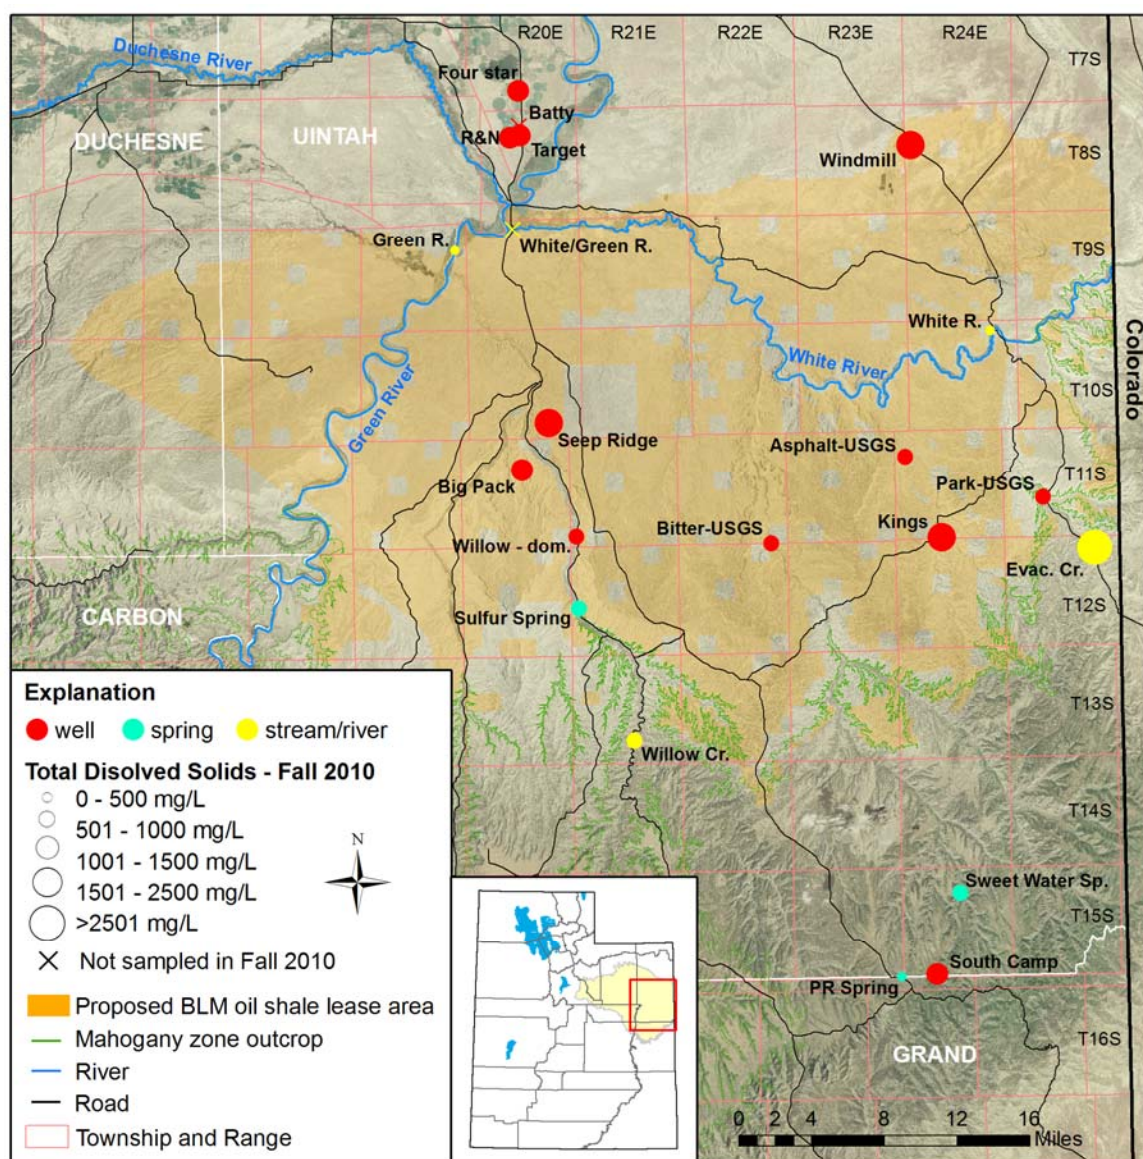 R20E
R21E
R22E
R23E
R24E
T7S
T8S
T9S
T10S
T11S
T12S
T13S
T14S
T15S
T16S
Duchesne River
Four star
Batty
DUCHESNE
UINTAH
R&N
Target
Windmill
Green R.
White/Green R.
White R.
White River
Colorado
Green River
Seep Ridge
Asphalt-USGS
Big Pack
Park-USGS
Willow - dom.
Bitter-USGS
Kings
Evac. Cr.
CARBON
Sulfur Spring
Willow Cr.
Sweet Water Sp.
South Camp
PR Spring
GRAND
Explanation
well
spring
stream/river
Total Disolved Solids - Fall 2010
0 - 500 mg/L
501 - 1000 mg/L
1001 - 1500 mg/L
1501 - 2500 mg/L
>2501 mg/L
Not sampled in Fall 2010
N
Proposed BLM oil shale lease area
Mahogany zone outcrop
River
Road
Township and Range
0 2 4 8 12 16
Miles